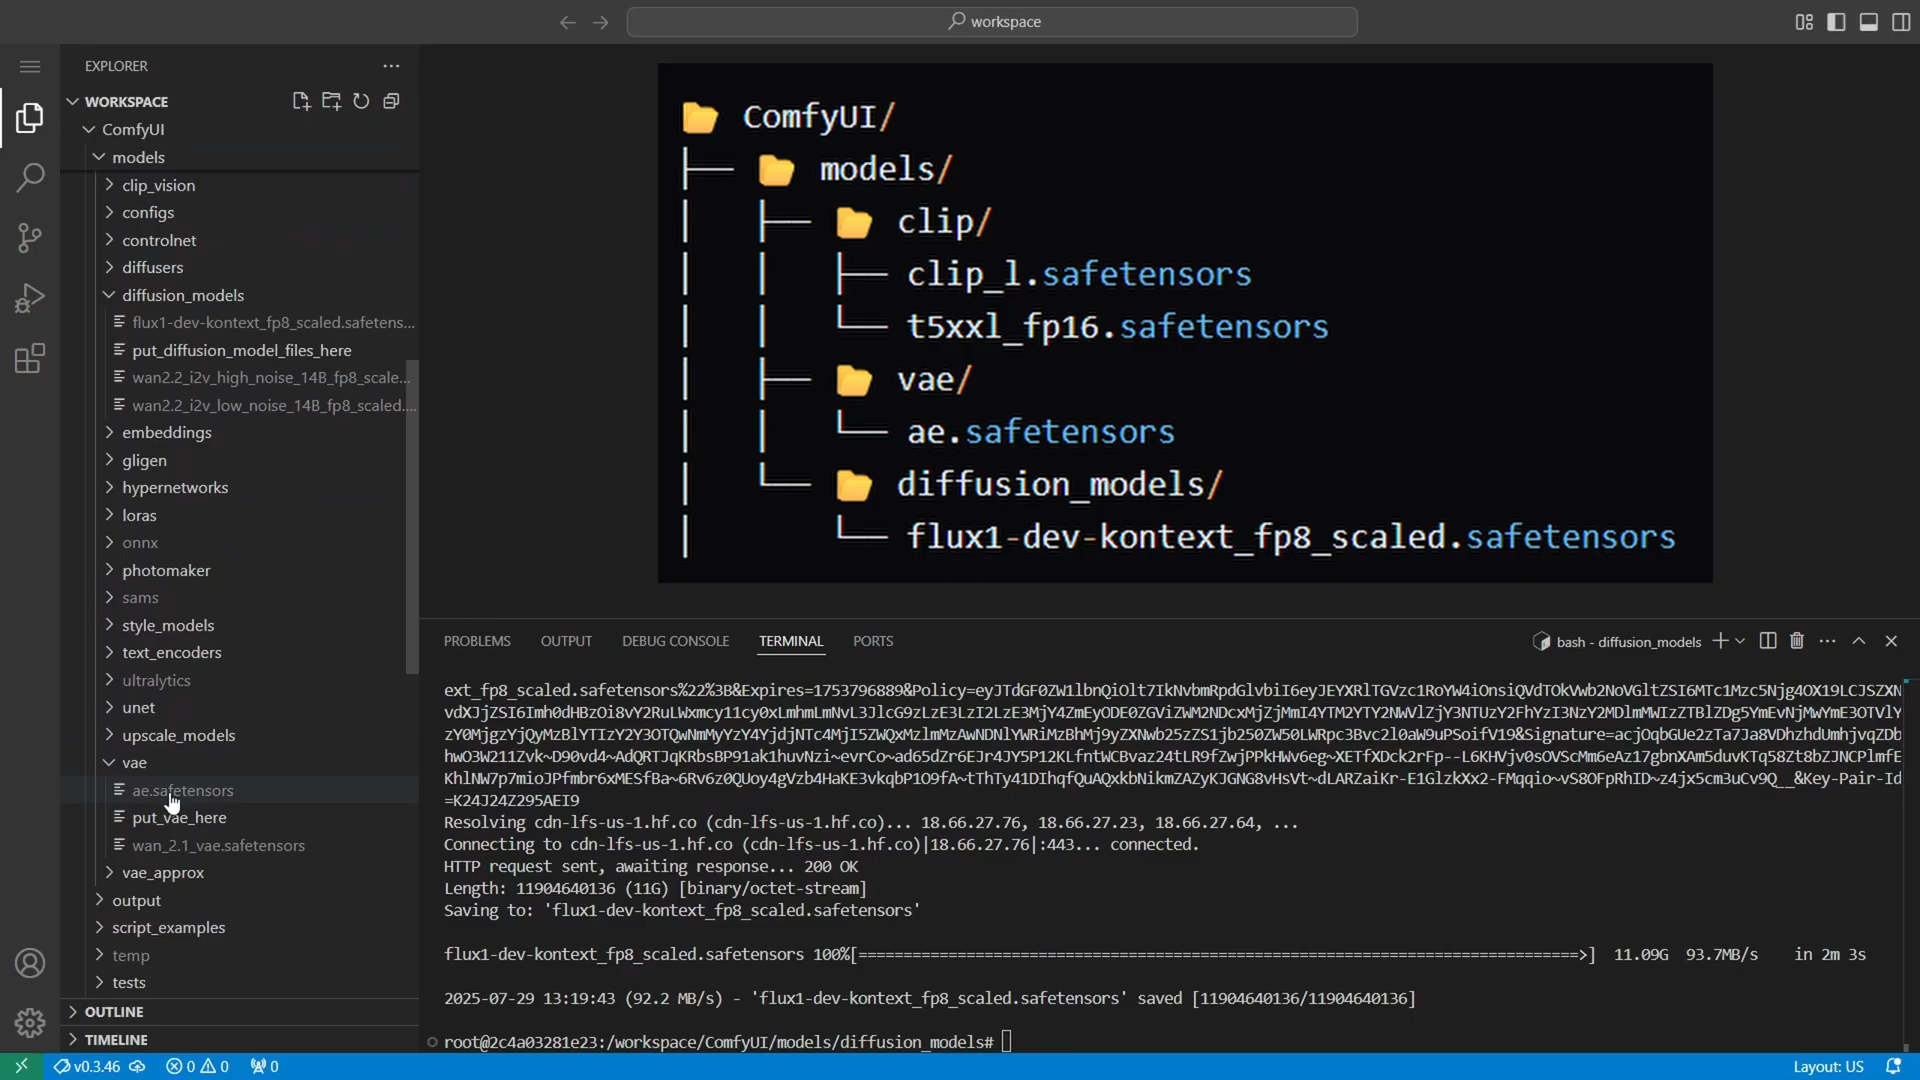 workspace
EXPLORER
WORKSPACE
ComfyUI
models
clip_vision
configs
controlnet
diffusers
diffusion_models
flux1-dev-kontext_fp8_scaled.safetens...
put_diffusion_model_files_here
wan2.2_i2v_high_noise_14B_fp8_scale...
wan2.2_i2v_low_noise_14B_fp8_scaled....
embeddings
gligen
hypernetworks
loras
onnx
photomaker
sams
style_models
text_encoders
ultralytics
unet
upscale_models
vae
ae.safetensors
put_vae_here
wan_2.1_vae.safetensors
vae_approx
output
script_examples
temp
tests
OUTLINE
TIMELINE
ComfyUI/
models/
clip/
clip_l.safetensors
t5xxl_fp16.safetensors
vae/
ae.safetensors
diffusion_models/
flux1-dev-kontext_fp8_scaled.safetensors
PROBLEMS OUTPUT DEBUG CONSOLE TERMINAL PORTS
bash - diffusion_models
Resolving cdn-lfs-us-1.hf.co (cdn-lfs-us-1.hf.co)... 18.66.27.76, 18.66.27.23, 18.66.27.64, ...
Connecting to cdn-lfs-us-1.hf.co (cdn-lfs-us-1.hf.co)|18.66.27.76|:443... connected.
HTTP request sent, awaiting response... 200 OK
Length: 11904640136 (11G) [binary/octet-stream]
Saving to: 'flux1-dev-kontext_fp8_scaled.safetensors'
flux1-dev-kontext_fp8_scaled.safetensors 100%[==========================================================================>] 11.09G 93.7MB/s in 2m 3s
2025-07-29 13:19:43 (92.2 MB/s) - 'flux1-dev-kontext_fp8_scaled.safetensors' saved [11904640136/11904640136]
root@2c4a03281e23:/workspace/ComfyUI/models/diffusion_models#
v0.3.46 0 0 0 Layout: US